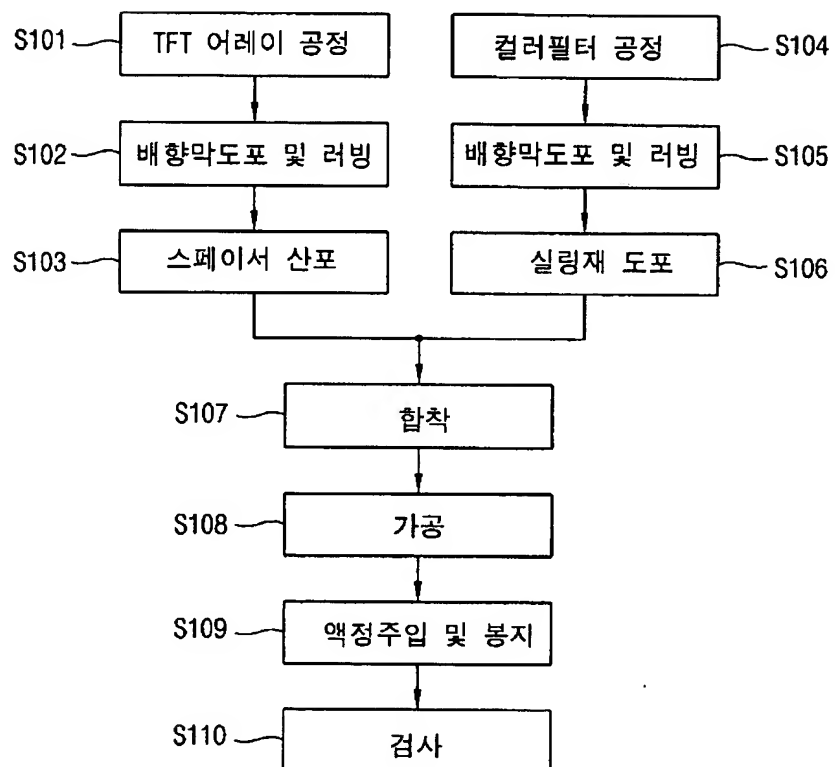 S101 TFT 어레이 공정 컬러필터 공정 S104
S102 배향막도포 및 러빙 배향막도포 및 러빙 S105
S103 스페이서 산포 실링재 도포 S106
S107 합착
S108 가공
S109 액정주입 및 봉지
S110 검사